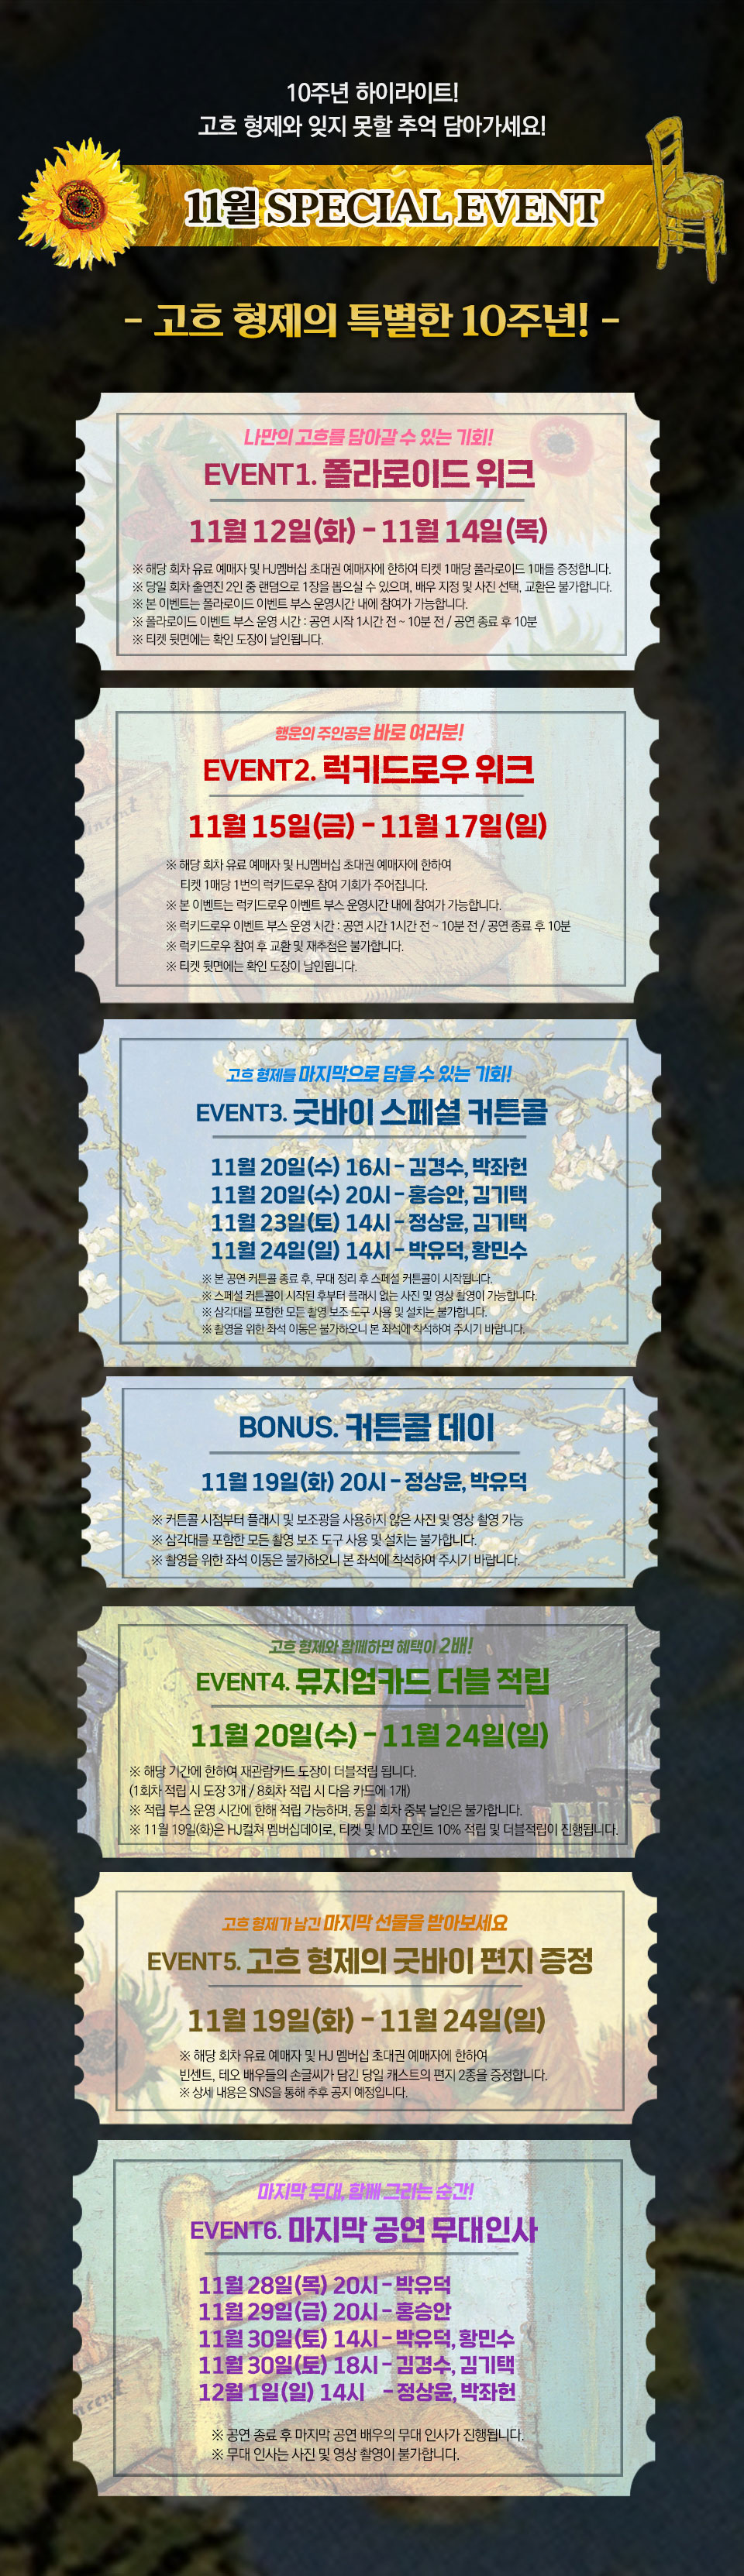 10주년 하이라이트!
고흐 형제와 잊지 못할 추억 담아가세요!
11월 SPECIAL EVENT
- 고흐 형제의 특별한 10주년! -
나만의 고흐를 담아갈 수 있는 기회!
EVENT1. 폴라로이드 위크
11월 12일(화) - 11월 14일(목)
※ 해당 회차 유료 예매자 및 HJ멤버십 초대권 예매자에 한하여 티켓 1매당 폴라로이드 1매를 증정합니다.
※ 당일 회차 출연진 2인 중 랜덤으로 1장을 뽑으실 수 있으며, 배우 지정 및 사진 선택, 교환은 불가합니다.
※ 본 이벤트는 폴라로이드 이벤트 부스 운영시간 내에 참여가 가능합니다.
※ 폴라로이드 이벤트 부스 운영 시간 : 공연 시작 1시간 전 ~ 10분 전 / 공연 종료 후 10분
※ 티켓 뒷면에는 확인 도장이 날인됩니다.
행운의 주인공은 바로 여러분!
EVENT2. 럭키드로우 위크
11월 15일(금) - 11월 17일(일)
※ 해당 회차 유료 예매자 및 HJ멤버십 초대권 예매자에 한하여
티켓 1매당 1번의 럭키드로우 참여 기회가 주어집니다.
※ 본 이벤트는 럭키드로우 이벤트 부스 운영시간 내에 참여가 가능합니다.
※ 럭키드로우 이벤트 부스 운영 시간 : 공연 시간 1시간 전 ~ 10분 전 / 공연 종료 후 10분
※ 럭키드로우 참여 후 교환 및 재추첨은 불가합니다.
※ 티켓 뒷면에는 확인 도장이 날인됩니다.
고흐 형제를 마지막으로 담을 수 있는 기회!
EVENT3. 굿바이 스페셜 커튼콜
11월 20일(수) 16시 - 김경수, 박좌헌
11월 20일(수) 20시 - 홍승안, 김기택
11월 23일(토) 14시 - 정상윤, 김기택
11월 24일(일) 14시 - 박유덕, 황민수
※ 본 공연 커튼콜 종료 후, 무대 정리 후 스페셜 커튼콜이 시작됩니다.
※ 스페셜 커튼콜이 시작된 후부터 플래시 없는 사진 및 영상 촬영이 가능합니다.
※ 삼각대를 포함한 모든 촬영 보조 도구 사용 및 설치는 불가합니다.
※ 촬영을 위한 좌석 이동은 불가하오니 본 좌석에 착석하여 주시기 바랍니다.
BONUS. 커튼콜 데이
11월 19일(화) 20시 - 정상윤, 박유덕
※ 커튼콜 시점부터 플래시 및 보조광을 사용하지 않은 사진 및 영상 촬영 가능
※ 삼각대를 포함한 모든 촬영 보조 도구 사용 및 설치는 불가합니다.
※ 촬영을 위한 좌석 이동은 불가하오니 본 좌석에 착석하여 주시기 바랍니다.
고흐 형제와 함께하면 혜택이 2배!
EVENT4. 뮤지엄카드 더블 적립
11월 20일(수) - 11월 24일(일)
※ 해당 기간에 한하여 재관람카드 도장이 더블적립 됩니다.
(1회차 적립 시 도장 3개 / 8회차 적립 시 다음 카드에 1개)
※ 적립 부스 운영 시간에 한해 적립 가능하며, 동일 회차 중복 날인은 불가합니다.
※ 11월 19일(화)은 HJ컬쳐 멤버십데이로, 티켓 및 MD 포인트 10% 적립 및 더블적립이 진행됩니다.
고흐 형제가 남긴 마지막 선물을 받아보세요
EVENT5. 고흐 형제의 굿바이 편지 증정
11월 19일(화) - 11월 24일(일)
※ 해당 회차 유료 예매자 및 HJ 멤버십 초대권 예매자에 한하여
빈센트, 테오 배우들의 손글씨가 담긴 당일 캐스트의 편지 2종을 증정합니다.
※ 상세 내용은 SNS을 통해 추후 공지 예정입니다.
마지막 무대, 함께 그리는 순간!
EVENT6. 마지막 공연 무대인사
11월 28일(목) 20시 - 박유덕
11월 29일(금) 20시 - 홍승안
11월 30일(토) 14시 - 박유덕, 황민수
11월 30일(토) 18시 - 김경수, 김기택
12월 1일(일) 14시 - 정상윤, 박좌헌
※ 공연 종료 후 마지막 공연 배우의 무대 인사가 진행됩니다.
※ 무대 인사는 사진 및 영상 촬영이 불가합니다.